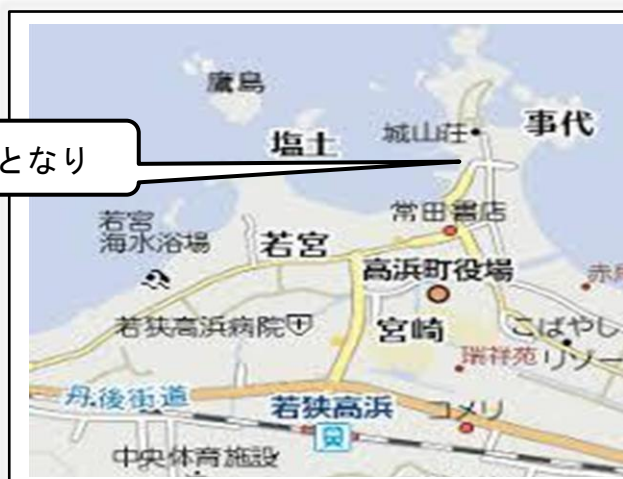 鷹島
事代
城山荘
塩土
となり
常田書店
若宮
海水浴場
若宮
高浜町役場
若狭高浜病院
宮崎
こばやし
瑞祥苑
リゾー
丹後街道
若狭高浜
コメリ
中央体育施設